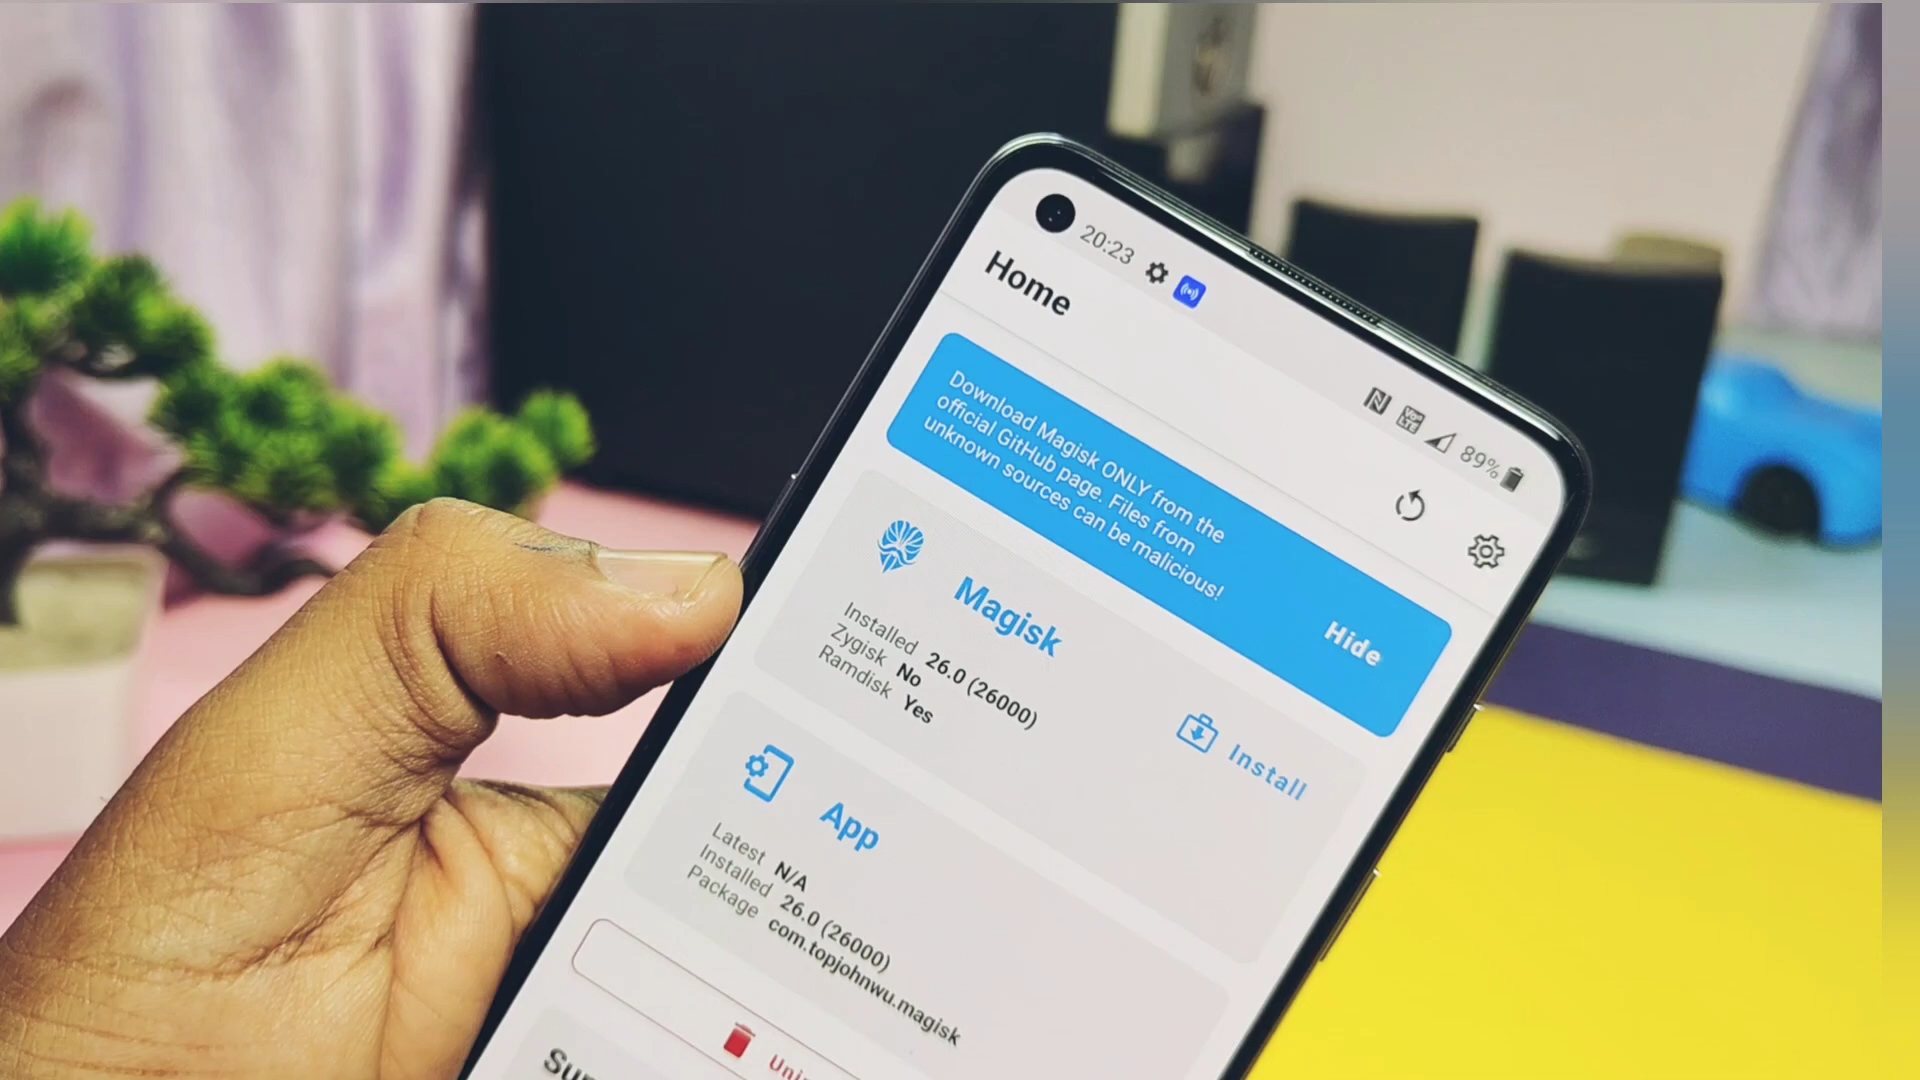 20:23
VoP
LTE
89%
Home
Download Magisk ONLY from the
official GitHub page. Files from
unknown sources can be malicious!
Hide
Magisk
Install
Installed 26.0 (26000)
Zygisk No
Ramdisk Yes
App
Latest N/A
Installed 26.0 (26000)
Package com.topjohnwu.magisk